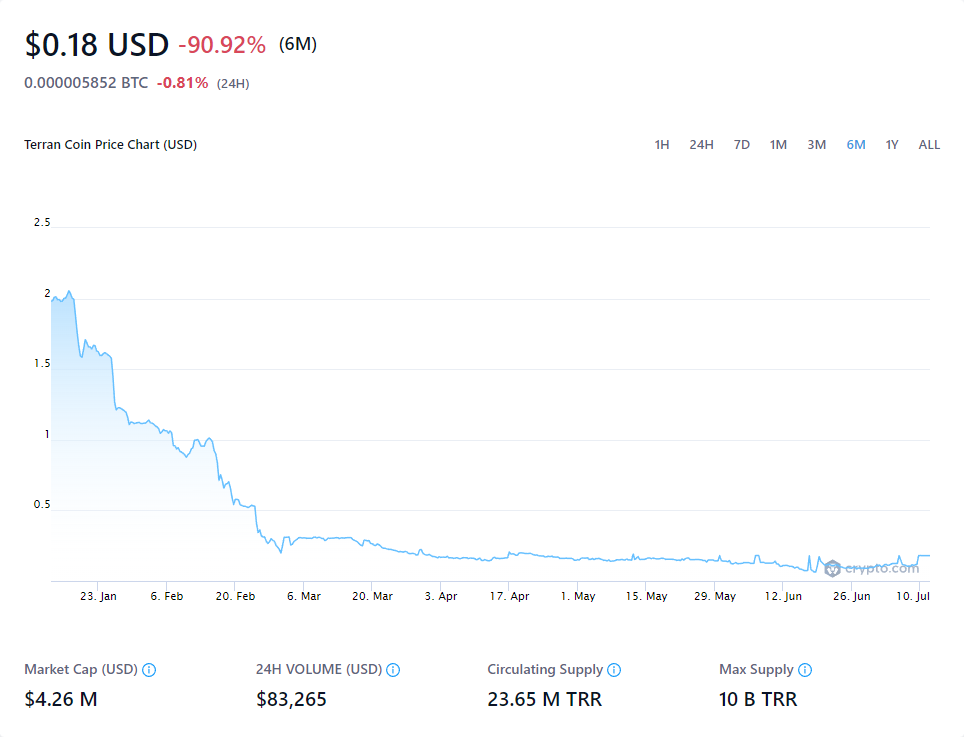 $0.18 USD -90.92% (6M)
0.000005852 BTC -0.81% (24H)
Terran Coin Price Chart (USD)
1H 24H 7D 1M 3M 6M 1Y ALL
2.5
2
1.5
1
0.5
crypto.com
23. Jan 6. Feb 20. Feb 6. Mar 20. Mar 3. Apr 17. Apr 1. May 15. May 29. May 12. Jun 26. Jun 10. Jul
Market Cap (USD) 24H VOLUME (USD) Circulating Supply Max Supply
$4.26 M $83,265 23.65 M TRR 10 B TRR